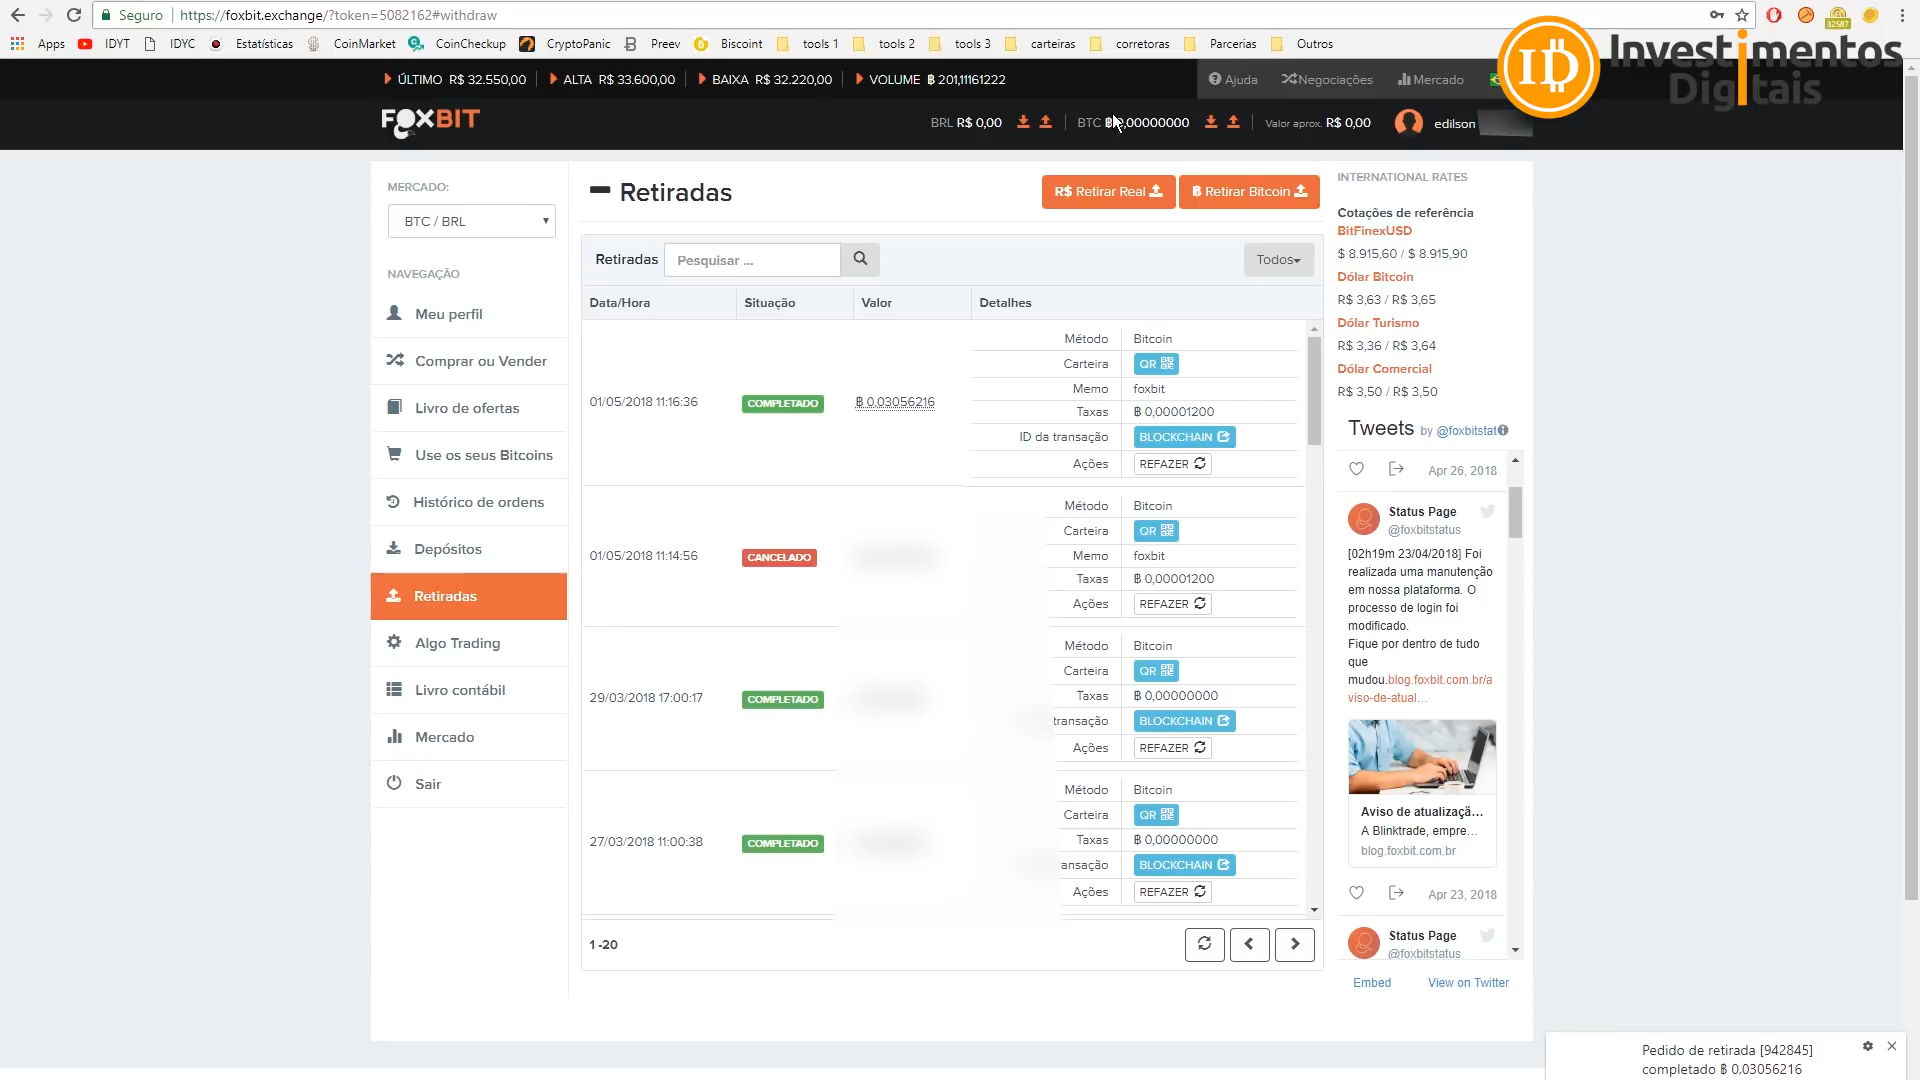 Seguro
https://foxbit.exchange/?token=5082162#withdraw
Apps IDYT IDYC Estatísticas CoinMarket CoinCheckup CryptoPanic Preev Biscoint tools 1 tools 2 tools 3 carteiras corretoras Parcerias Outros
32587
Investimentos
Digitais
ÚLTIMO R$ 32.550,00 ALTA R$ 33.600,00 BAIXA R$ 32.220,00 VOLUME ฿ 201,11161222
Ajuda Negociações Mercado
FOXBIT
BRL R$ 0,00 BTC ฿ 0,00000000 Valor aprox. R$ 0,00 edilson
MERCADO:
BTC / BRL
NAVEGAÇÃO
Meu perfil
Comprar ou Vender
Livro de ofertas
Use os seus Bitcoins
Histórico de ordens
Depósitos
Retiradas
Algo Trading
Livro contábil
Mercado
Sair
Retiradas
R$ Retirar Real ฿ Retirar Bitcoin
Retiradas Pesquisar ... Todos
Data/Hora Situação Valor Detalhes
01/05/2018 11:16:36 COMPLETADO ฿ 0,03056216
Método Bitcoin
Carteira QR
Memo foxbit
Taxas ฿ 0,00001200
ID da transação BLOCKCHAIN
Ações REFAZER
01/05/2018 11:14:56 CANCELADO
Método Bitcoin
Carteira QR
Memo foxbit
Taxas ฿ 0,00001200
Ações REFAZER
29/03/2018 17:00:17 COMPLETADO
Método Bitcoin
Carteira QR
Taxas ฿ 0,00000000
transação BLOCKCHAIN
Ações REFAZER
27/03/2018 11:00:38 COMPLETADO
Método Bitcoin
Carteira QR
Taxas ฿ 0,00000000
ansação BLOCKCHAIN
Ações REFAZER
1 -20
INTERNATIONAL RATES
Cotações de referência
BitFinexUSD
$ 8.915,60 / $ 8.915,90
Dólar Bitcoin
R$ 3,63 / R$ 3,65
Dólar Turismo
R$ 3,36 / R$ 3,64
Dólar Comercial
R$ 3,50 / R$ 3,50
Tweets by @foxbitstat
Apr 26, 2018
Status Page
@foxbitstatus
[02h19m 23/04/2018] Foi
realizada uma manutenção
em nossa plataforma. O
processo de login foi
modificado.
Fique por dentro de tudo
que
mudou.blog.foxbit.com.br/a
viso-de-atual…
Aviso de atualizaçã…
A Blinktrade, empre…
blog.foxbit.com.br
Apr 23, 2018
Status Page
@foxbitstatus
Embed View on Twitter
Pedido de retirada [942845]
completado ฿ 0,03056216